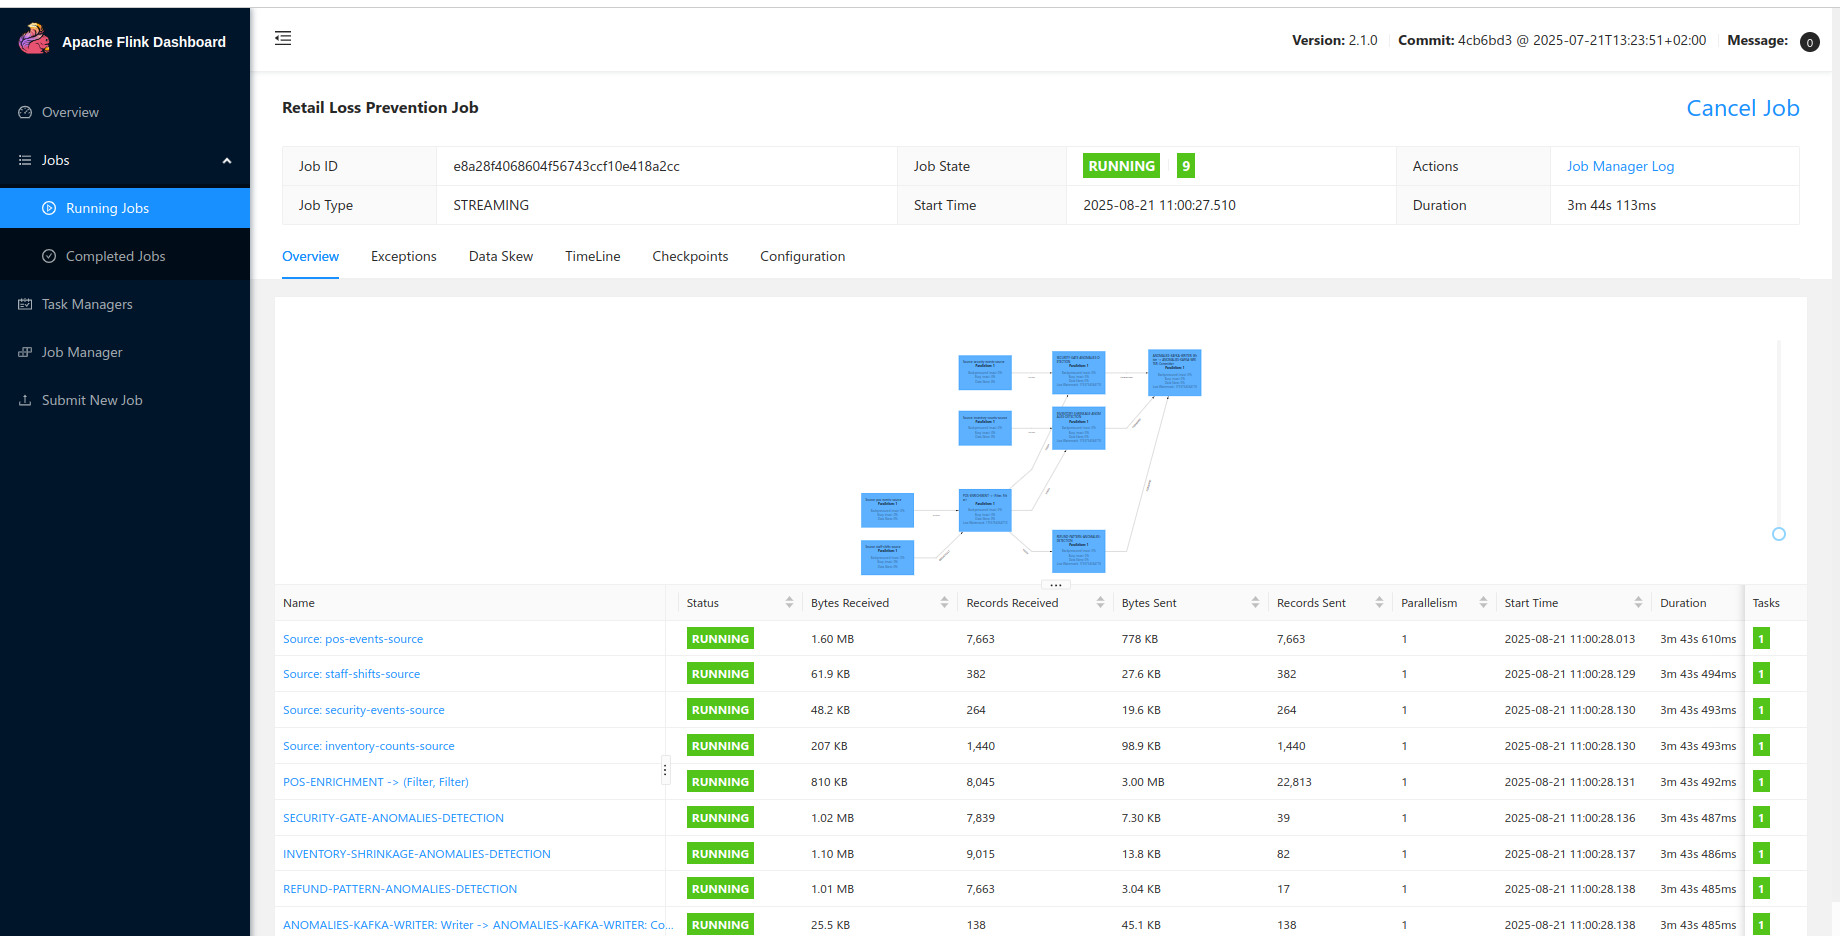 Apache Flink Dashboard
Version: 2.1.0 Commit: 4cb6bd3 @ 2025-07-21T13:23:51+02:00 Message: 0
Overview
Jobs
Running Jobs
Completed Jobs
Task Managers
Job Manager
Submit New Job
Retail Loss Prevention Job
Cancel Job
Job ID e8a28f4068604f56743ccf10e418a2cc Job State RUNNING 9 Actions Job Manager Log
Job Type STREAMING Start Time 2025-08-21 11:00:27.510 Duration 3m 44s 113ms
Overview Exceptions Data Skew TimeLine Checkpoints Configuration
Name Status Bytes Received Records Received Bytes Sent Records Sent Parallelism Start Time Duration Tasks
Source: pos-events-source RUNNING 1.60 MB 7,663 778 KB 7,663 1 2025-08-21 11:00:28.013 3m 43s 610ms 1
Source: staff-shifts-source RUNNING 61.9 KB 382 27.6 KB 382 1 2025-08-21 11:00:28.129 3m 43s 494ms 1
Source: security-events-source RUNNING 48.2 KB 264 19.6 KB 264 1 2025-08-21 11:00:28.130 3m 43s 493ms 1
Source: inventory-counts-source RUNNING 207 KB 1,440 98.9 KB 1,440 1 2025-08-21 11:00:28.130 3m 43s 493ms 1
POS-ENRICHMENT -> (Filter, Filter) RUNNING 810 KB 8,045 3.00 MB 22,813 1 2025-08-21 11:00:28.131 3m 43s 492ms 1
SECURITY-GATE-ANOMALIES-DETECTION RUNNING 1.02 MB 7,839 7.30 KB 39 1 2025-08-21 11:00:28.136 3m 43s 487ms 1
INVENTORY-SHRINKAGE-ANOMALIES-DETECTION RUNNING 1.10 MB 9,015 13.8 KB 82 1 2025-08-21 11:00:28.137 3m 43s 486ms 1
REFUND-PATTERN-ANOMALIES-DETECTION RUNNING 1.01 MB 7,663 3.04 KB 17 1 2025-08-21 11:00:28.138 3m 43s 485ms 1
ANOMALIES-KAFKA-WRITER: Writer -> ANOMALIES-KAFKA-WRITER: Co... RUNNING 25.5 KB 138 45.1 KB 138 1 2025-08-21 11:00:28.138 3m 43s 485ms 1